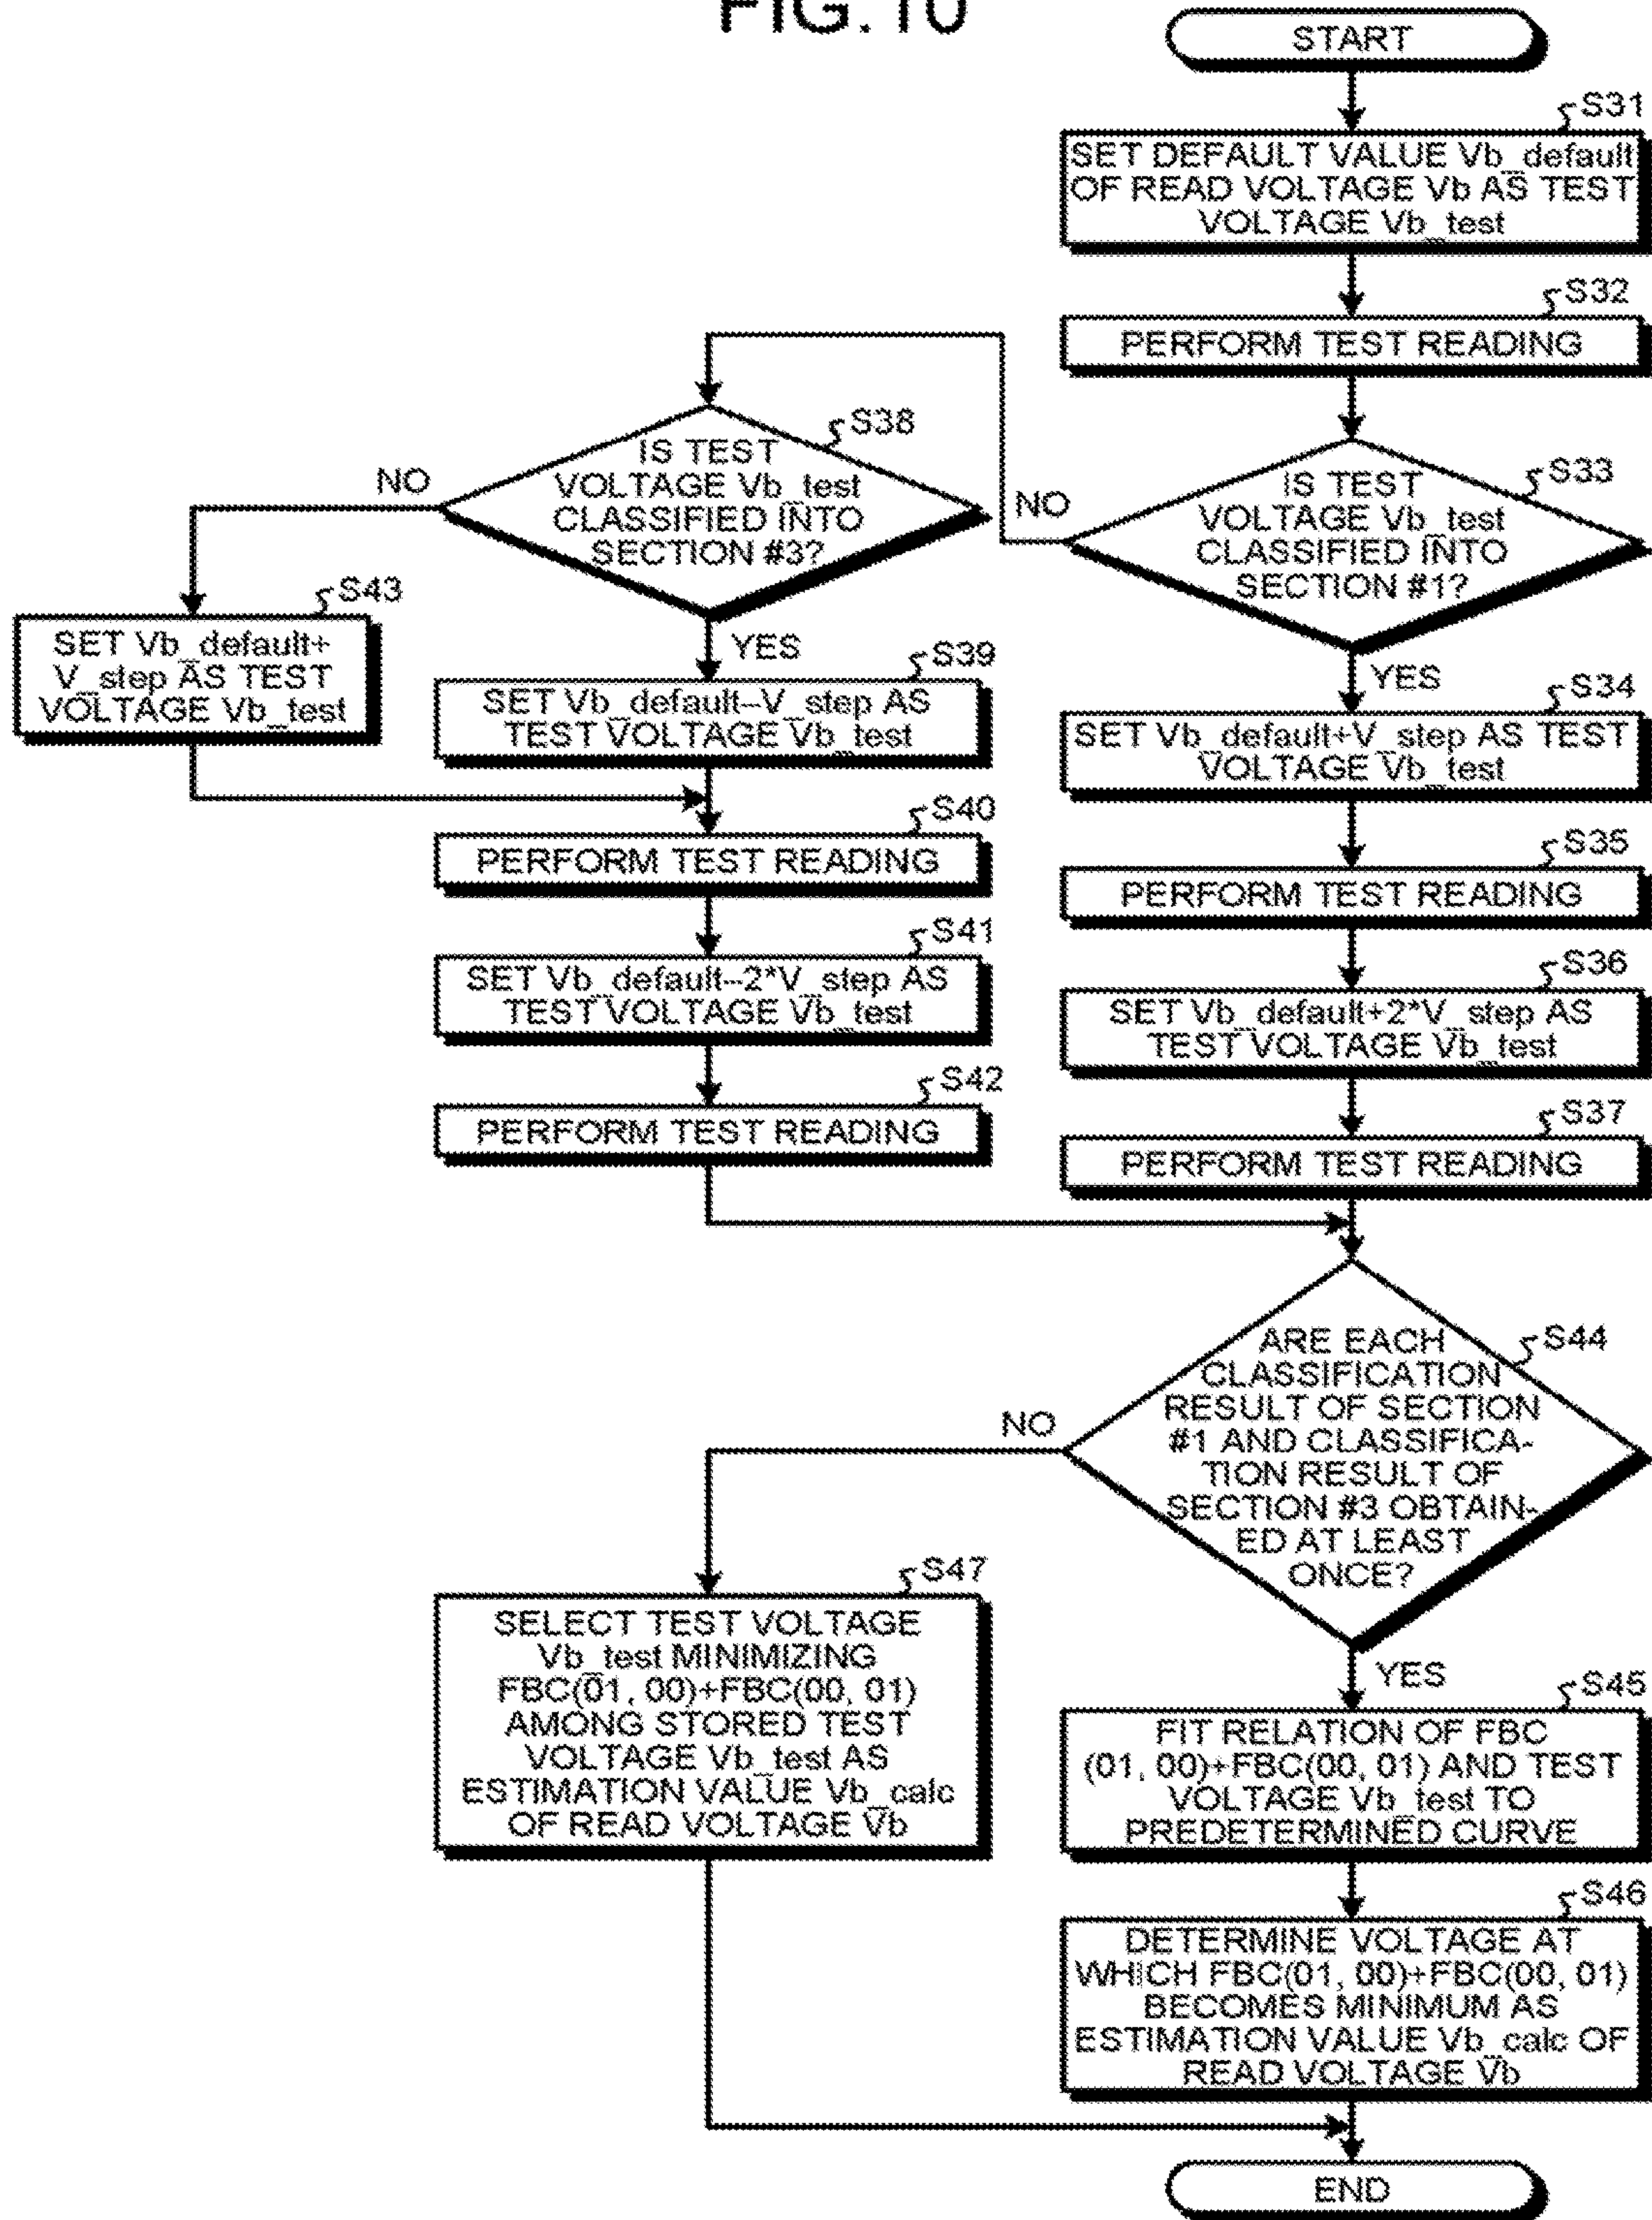 FIG.10
START
S31
SET DEFAULT VALUE Vb_default
OF READ VOLTAGE Vb AS TEST
VOLTAGE Vb_test
S32
PERFORM TEST READING
S33
IS TEST
VOLTAGE Vb_test
CLASSIFIED INTO
SECTION #1?
NO
YES
S34
SET Vb_default+V_step AS TEST
VOLTAGE Vb_test
S35
PERFORM TEST READING
S36
SET Vb_default+2*V_step AS
TEST VOLTAGE Vb_test
S37
PERFORM TEST READING
S38
IS TEST
VOLTAGE Vb_test
CLASSIFIED INTO
SECTION #3?
NO
YES
S43
SET Vb_default+
V_step AS TEST
VOLTAGE Vb_test
S39
SET Vb_default–V_step AS
TEST VOLTAGE Vb_test
S40
PERFORM TEST READING
S41
SET Vb_default–2*V_step AS
TEST VOLTAGE Vb_test
S42
PERFORM TEST READING
S44
ARE EACH
CLASSIFICATION
RESULT OF SECTION
#1 AND CLASSIFICA-
TION RESULT OF
SECTION #3 OBTAIN-
ED AT LEAST
ONCE?
NO
YES
S47
SELECT TEST VOLTAGE
Vb_test MINIMIZING
FBC(01, 00)+FBC(00, 01)
AMONG STORED TEST
VOLTAGE Vb_test AS
ESTIMATION VALUE Vb_calc
OF READ VOLTAGE Vb
S45
FIT RELATION OF FBC
(01, 00)+FBC(00, 01) AND TEST
VOLTAGE Vb_test TO
PREDETERMINED CURVE
S46
DETERMINE VOLTAGE AT
WHICH FBC(01, 00)+FBC(00, 01)
BECOMES MINIMUM AS
ESTIMATION VALUE Vb_calc OF
READ VOLTAGE Vb
END